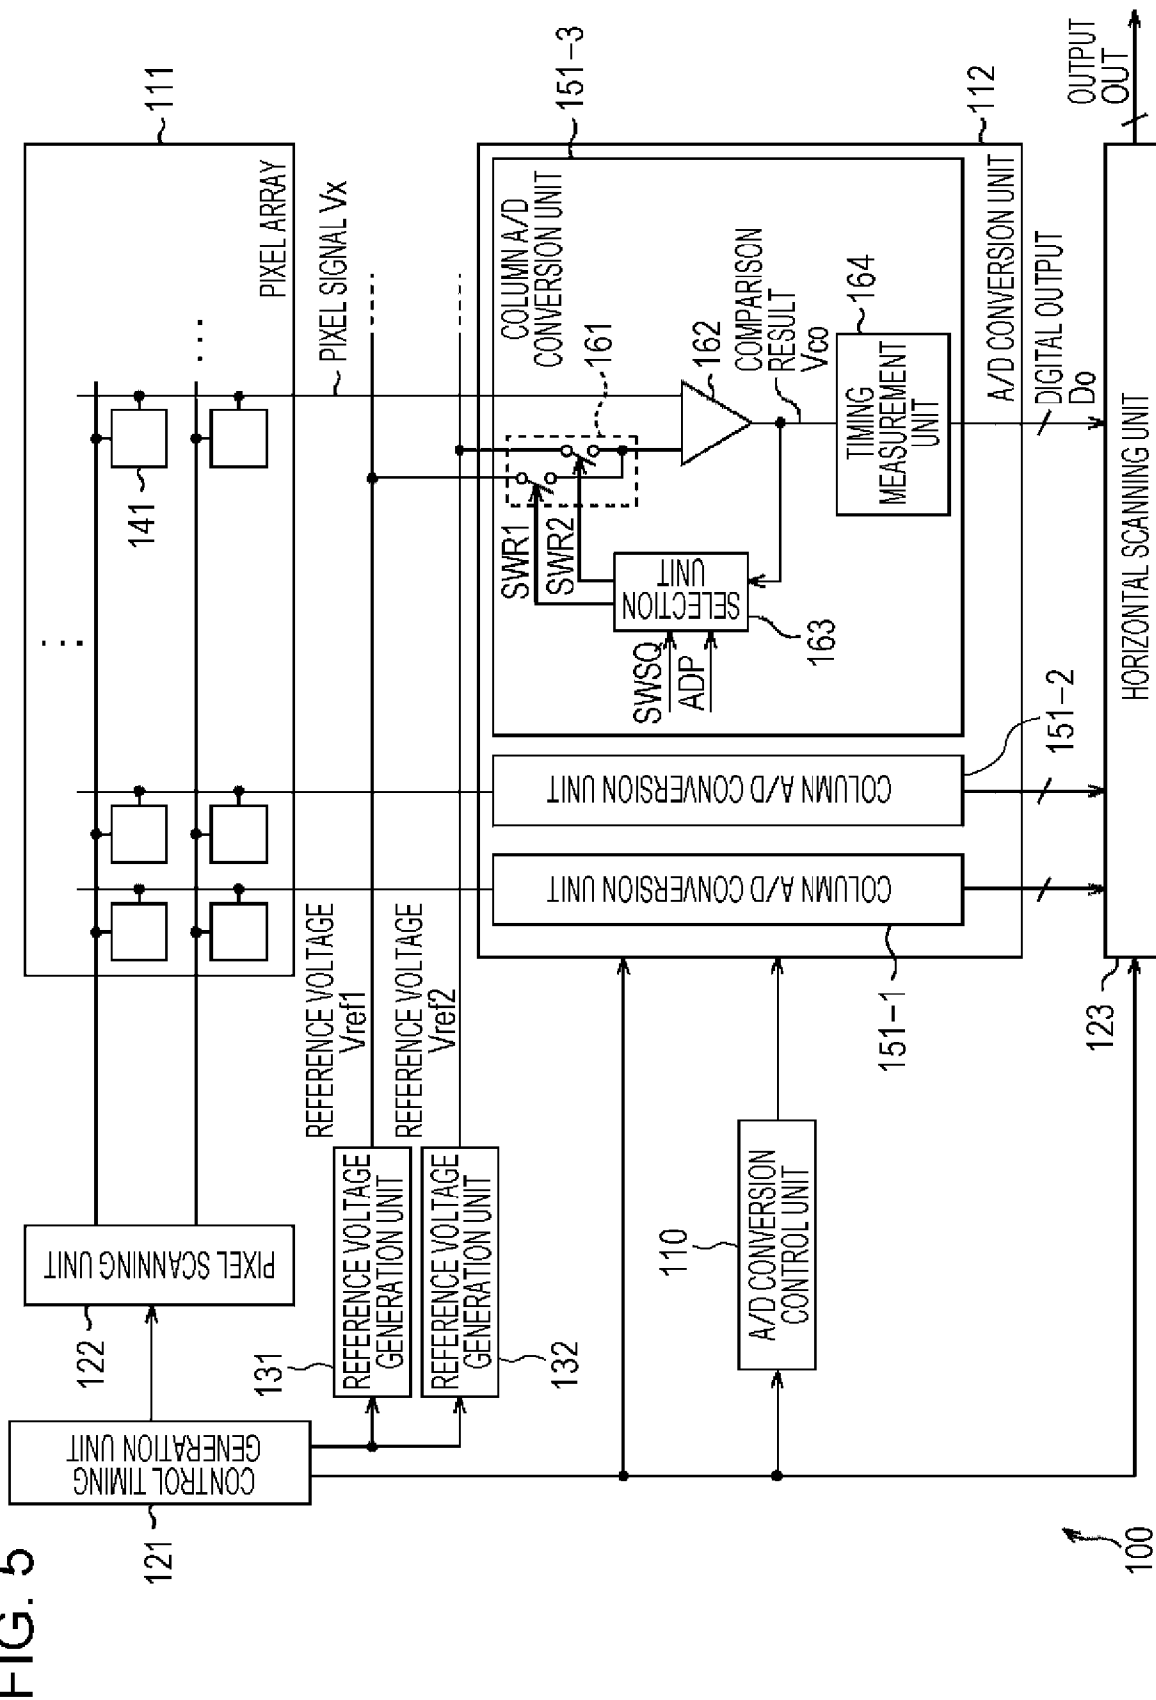 FIG. 5
100
CONTROL TIMING
GENERATION UNIT
121
PIXEL SCANNING UNIT
122
PIXEL ARRAY
111
141
...
...
PIXEL SIGNAL Vx
REFERENCE VOLTAGE
GENERATION UNIT
131
REFERENCE VOLTAGE
Vref1
REFERENCE VOLTAGE
GENERATION UNIT
132
REFERENCE VOLTAGE
Vref2
A/D CONVERSION
CONTROL UNIT
110
COLUMN A/D CONVERSION UNIT
151-1
COLUMN A/D CONVERSION UNIT
151-2
COLUMN A/D
CONVERSION UNIT
151-3
161
SWR1
SWR2
SELECTION
UNIT
163
SWSQ
ADP
162
COMPARISON
RESULT
Vco
TIMING
MEASUREMENT
UNIT
164
A/D CONVERSION UNIT
112
DIGITAL OUTPUT
Do
HORIZONTAL SCANNING UNIT
123
OUTPUT
OUT